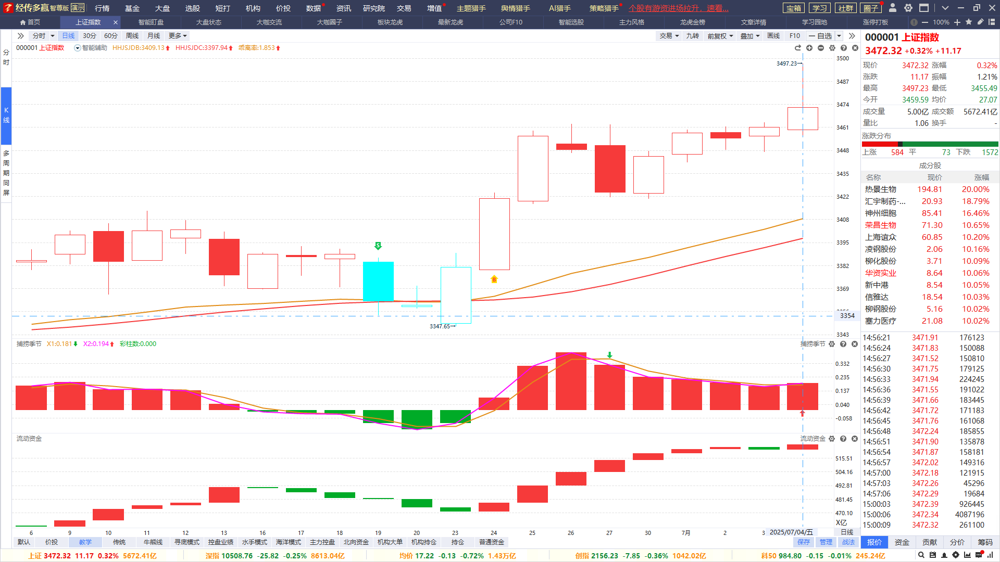 经传多赢 智尊版 演示 行情 基金 大盘 选股 短打 机构 价投 数据 资讯 研究院 交易 增值 主题猎手 舆情猎手 AI猎手 策略猎手 个股有游资进场拉升，速看... 宝箱 学习 社群 圈子
首页 上证指数 × 智能盯盘 大盘状态 大咖交流 大咖圈子 板块龙虎 最新龙虎 公司F10 智能选股 主力风格 龙虎金榜 文章详情 学习园地 涨停打板 100%
分时 日线 30分 60分 周线 月线 更多 交易 九转 前复权 叠加 画线 F10 自选
000001 上证指数 智能辅助 HHJSJDB:3409.13 HHJSJDC:3397.94 乖离率:1.853
分时
K线
多周期同屏
3497.23
3347.65
S
B
3500
3487
3474
3461
3448
3435
3422
3408
3395
3382
3369
3354
3343
捕捞季节 X1:0.181 X2:0.194 彩柱数:0.000 捕捞季节
0.332
0.235
0.137
0.040
-0.058
流动资金 流动资金
515.51
504.16
492.81
481.45
470.10
X亿
6 9 10 11 12 13 16 17 18 19 20 23 24 25 26 27 30 7月 2 3 2025/07/04/五 日线
默认 价投 教学 传统 牛能线 寻底模式 控盘业绩 水手模式 海洋模式 主力控盘 北向资金 机构大单 机构持仓 持仓 普通资金 保存 管理 战法
000001 上证指数
3472.32 +0.32% +11.17
现价 3472.32 涨幅 0.32%
涨跌 11.17 振幅 1.21%
最高 3497.23 最低 3455.49
今开 3459.59 均价 27.07
成交量 5.00亿 成交额 5672.41亿
量比 1.06 换手 -
涨跌分布
上涨 584 平 73 下跌 1572
成分股
名称 现价 涨幅
热景生物 194.81 20.00%
汇宇制药-... 20.93 18.79%
神州细胞 85.41 16.46%
荣昌生物 71.30 10.65%
上海谊众 60.85 10.20%
凌钢股份 2.06 10.16%
柳化股份 3.71 10.09%
华资实业 8.64 10.06%
新中港 8.54 10.05%
信雅达 18.54 10.03%
柳钢股份 5.16 10.02%
塞力医疗 21.08 10.02%
14:56:21 3471.91 176123
14:56:24 3471.83 150088
14:56:27 3471.52 150810
14:56:30 3471.75 179125
14:56:33 3471.94 224245
14:56:36 3471.55 191022
14:56:39 3471.66 183445
14:56:42 3471.72 171183
14:56:45 3471.76 161068
14:56:48 3472.24 185855
14:56:51 3471.90 135878
14:56:54 3471.87 158181
14:56:57 3472.02 149316
14:57:00 3472.18 121915
14:57:03 3472.26 45296
14:57:06 3472.29 19684
15:00:03 3472.39 926445
15:00:06 3472.34 4087196
15:00:09 3472.32 261100
报价 资金 贡献 分价 筹码
上证 3472.32 11.17 0.32% 5672.41亿 深指 10508.76 -25.82 -0.25% 8613.04亿 均价 17.22 -0.13 -0.72% 1.43万亿 创指 2156.23 -7.85 -0.36% 1042.02亿 科50 984.80 -0.15 -0.01% 245.24亿